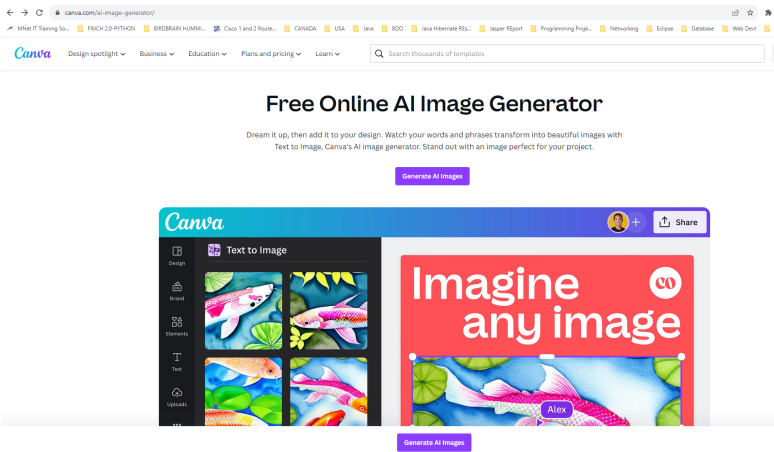 canva.com/ai-image-generator/
MNet IT Training So...
FINCH 2.0-PYTHON
BIRDBRAIN HUMMI...
Cisco 1 and 2 Route...
CANADA
USA
Java
BDO
Java Hibernate REs...
Jasper REport
Programming Proje...
Networking
Eclipse
Database
Web Devt
Canva
Design spotlight
Business
Education
Plans and pricing
Learn
Search thousands of templates
Free Online AI Image Generator
Dream it up, then add it to your design. Watch your words and phrases transform into beautiful images with
Text to Image, Canva's AI image generator. Stand out with an image perfect for your project.
Generate AI Images
Canva
Share
Text to Image
Design
Brand
Elements
Text
Uploads
Imagine
co
any image
Alex
Generate AI Images